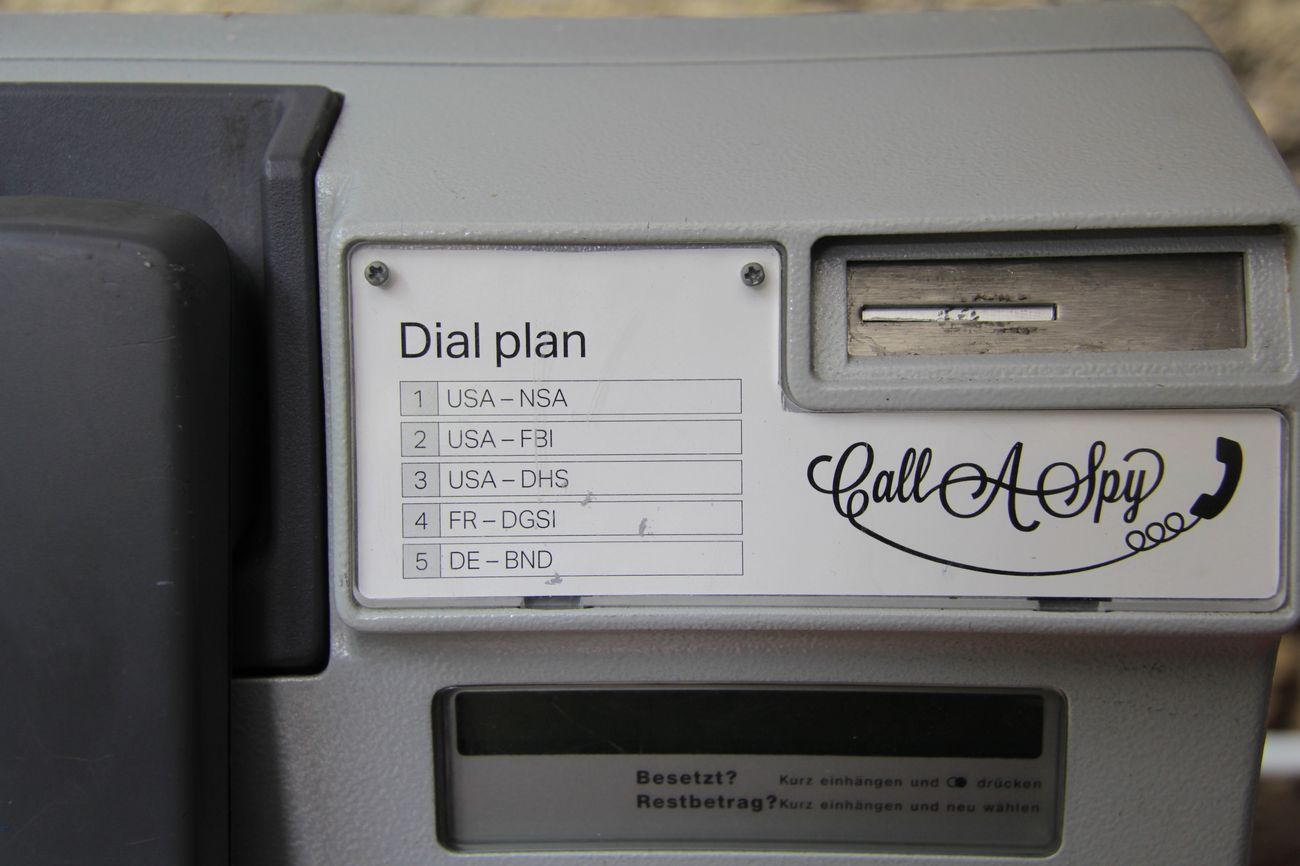 Dial plan
1 USA – NSA
2 USA – FBI
3 USA – DHS
4 FR – DGSI
5 DE – BND
Call A Spy
Besetzt? Kurz einhängen und drücken
Restbetrag? Kurz einhängen und neu wählen